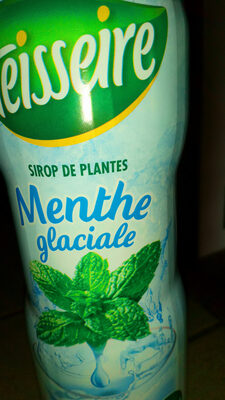 Teisseire
SIROP DE PLANTES
Menthe
glaciale